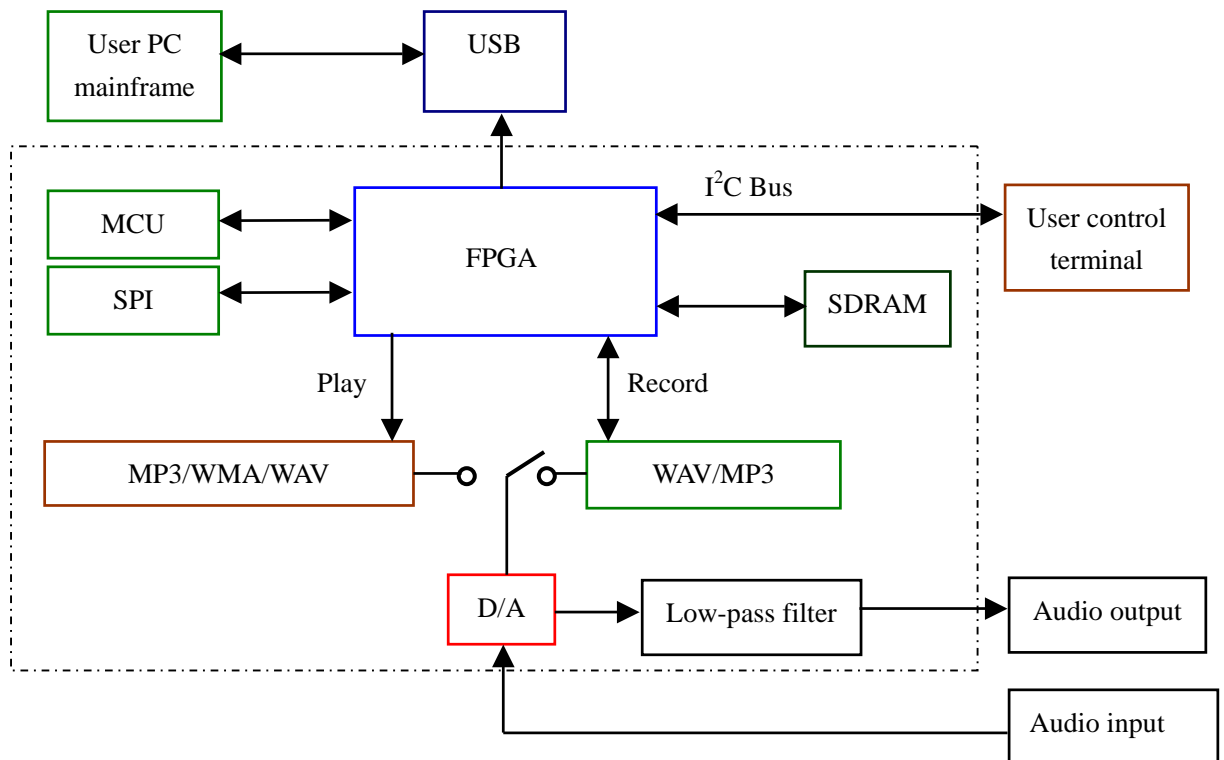 User PC
mainframe
USB
I²C Bus
MCU
FPGA
User control
terminal
SPI
SDRAM
Play
Record
MP3/WMA/WAV
WAV/MP3
D/A
Low-pass filter
Audio output
Audio input